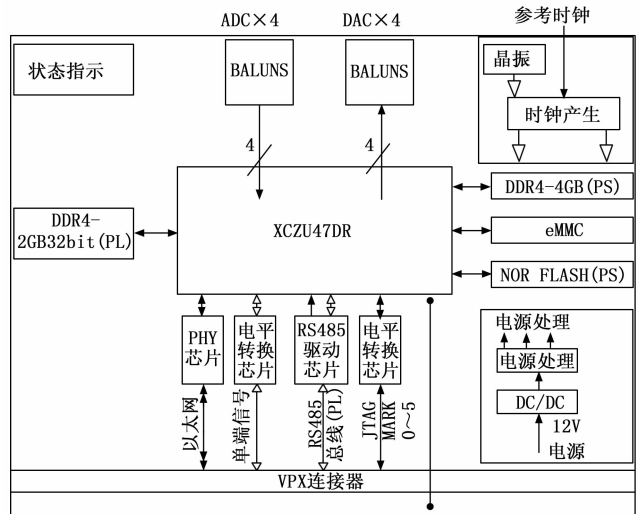 ADC×4
DAC×4
参考时钟
状态指示
BALUNS
BALUNS
晶振
时钟产生
4
4
DDR4-4GB(PS)
DDR4-
2GB32bit(PL)
XCZU47DR
eMMC
NOR FLASH(PS)
PHY
芯片
电平
转换
芯片
RS485
驱动
芯片
电平
转换
芯片
电源处理
电源处理
DC/DC
12V
电源
以太网
单端信号
RS485
总线(PL)
JTAG
MARK
0～5
VPX连接器